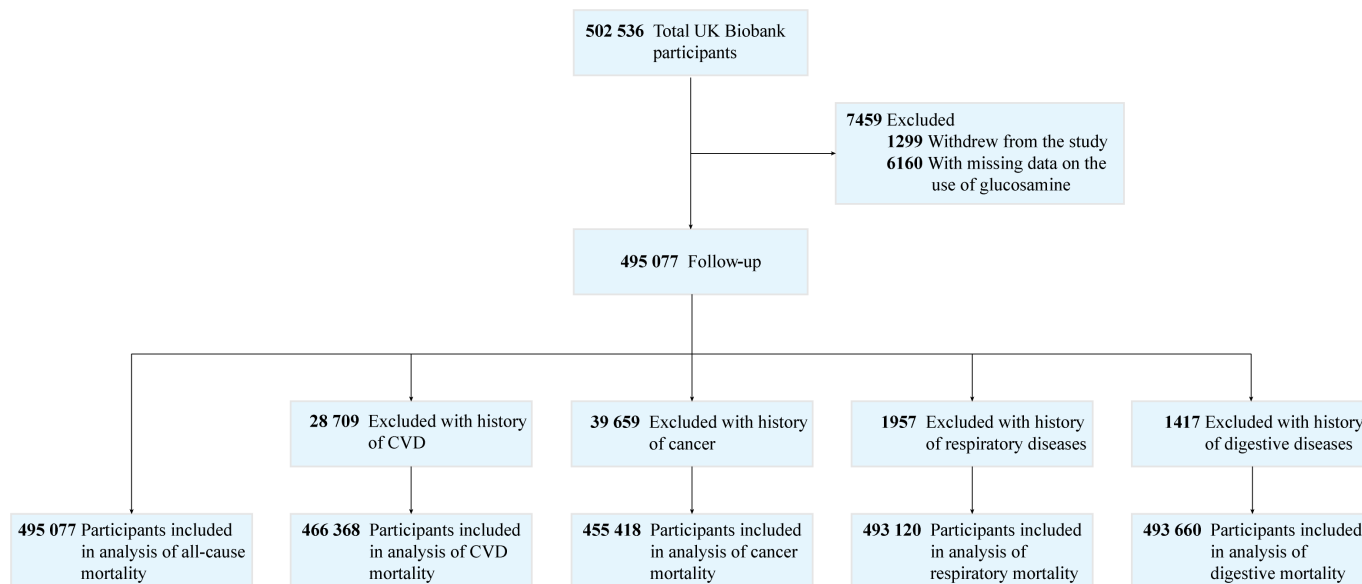 502 536 Total UK Biobank
participants
7459 Excluded
1299 Withdrew from the study
6160 With missing data on the
use of glucosamine
495 077 Follow-up
28 709 Excluded with history
of CVD
39 659 Excluded with history
of cancer
1957 Excluded with history
of respiratory diseases
1417 Excluded with history
of digestive diseases
495 077 Participants included
in analysis of all-cause
mortality
466 368 Participants included
in analysis of CVD
mortality
455 418 Participants included
in analysis of cancer
mortality
493 120 Participants included
in analysis of
respiratory mortality
493 660 Participants included
in analysis of
digestive mortality